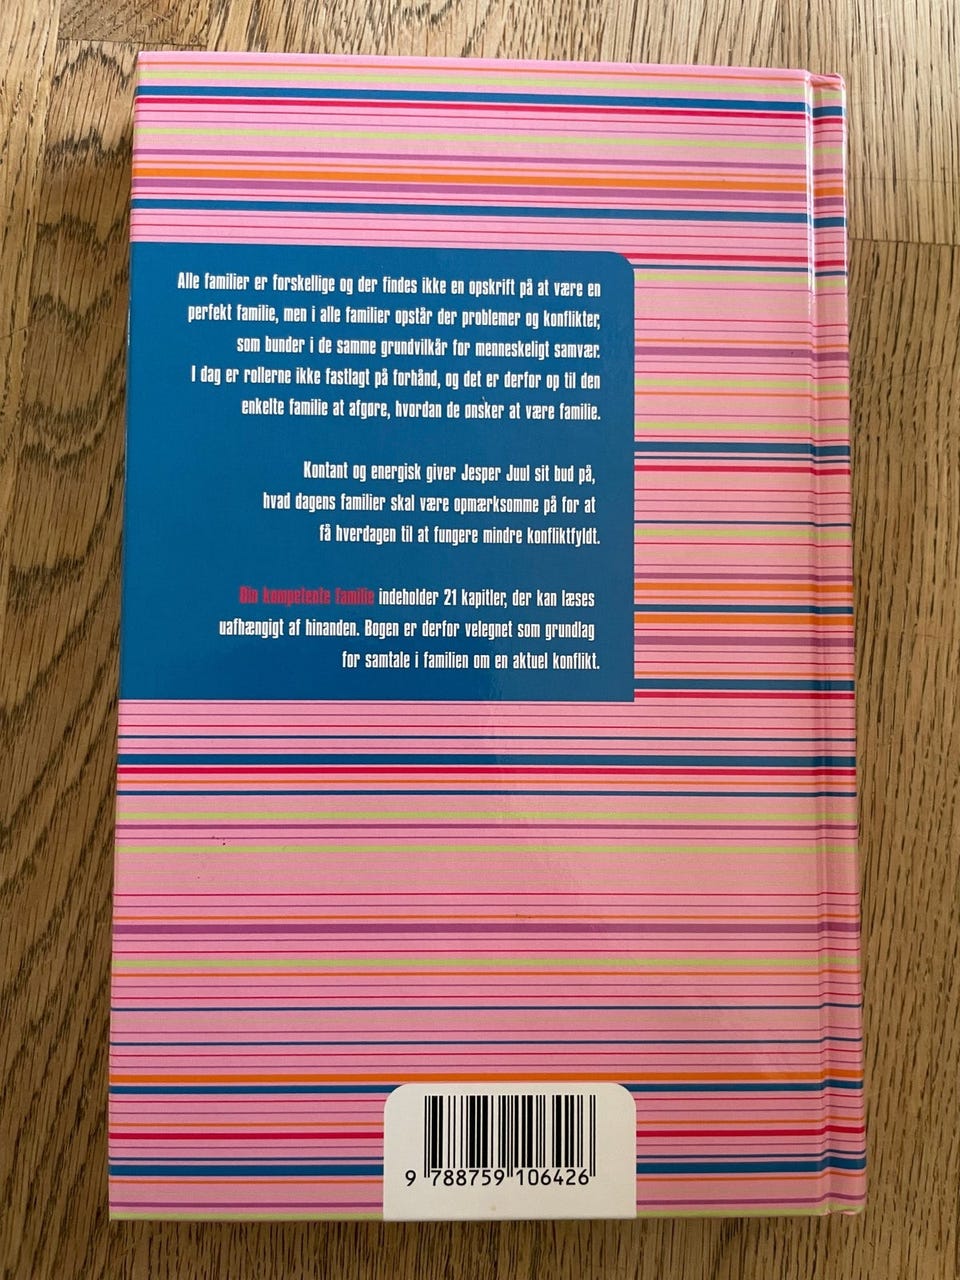 Alle familier er forskellige og der findes ikke en opskrift på at være en
perfekt familie, men i alle familier opstår der problemer og konflikter,
som bunder i de samme grundvilkår for menneskeligt samvær.
I dag er rollerne ikke fastlagt på forhånd, og det er derfor op til den
enkelte familie at afgøre, hvordan de ønsker at være familie.
Kontant og energisk giver Jesper Juul sit bud på,
hvad dagens familier skal være opmærksomme på for at
få hverdagen til at fungere mindre konfliktfyldt.
Din kompetente familie indeholder 21 kapitler, der kan læses
uafhængigt af hinanden. Bogen er derfor velegnet som grundlag
for samtale i familien om en aktuel konflikt.
9 788759 106426